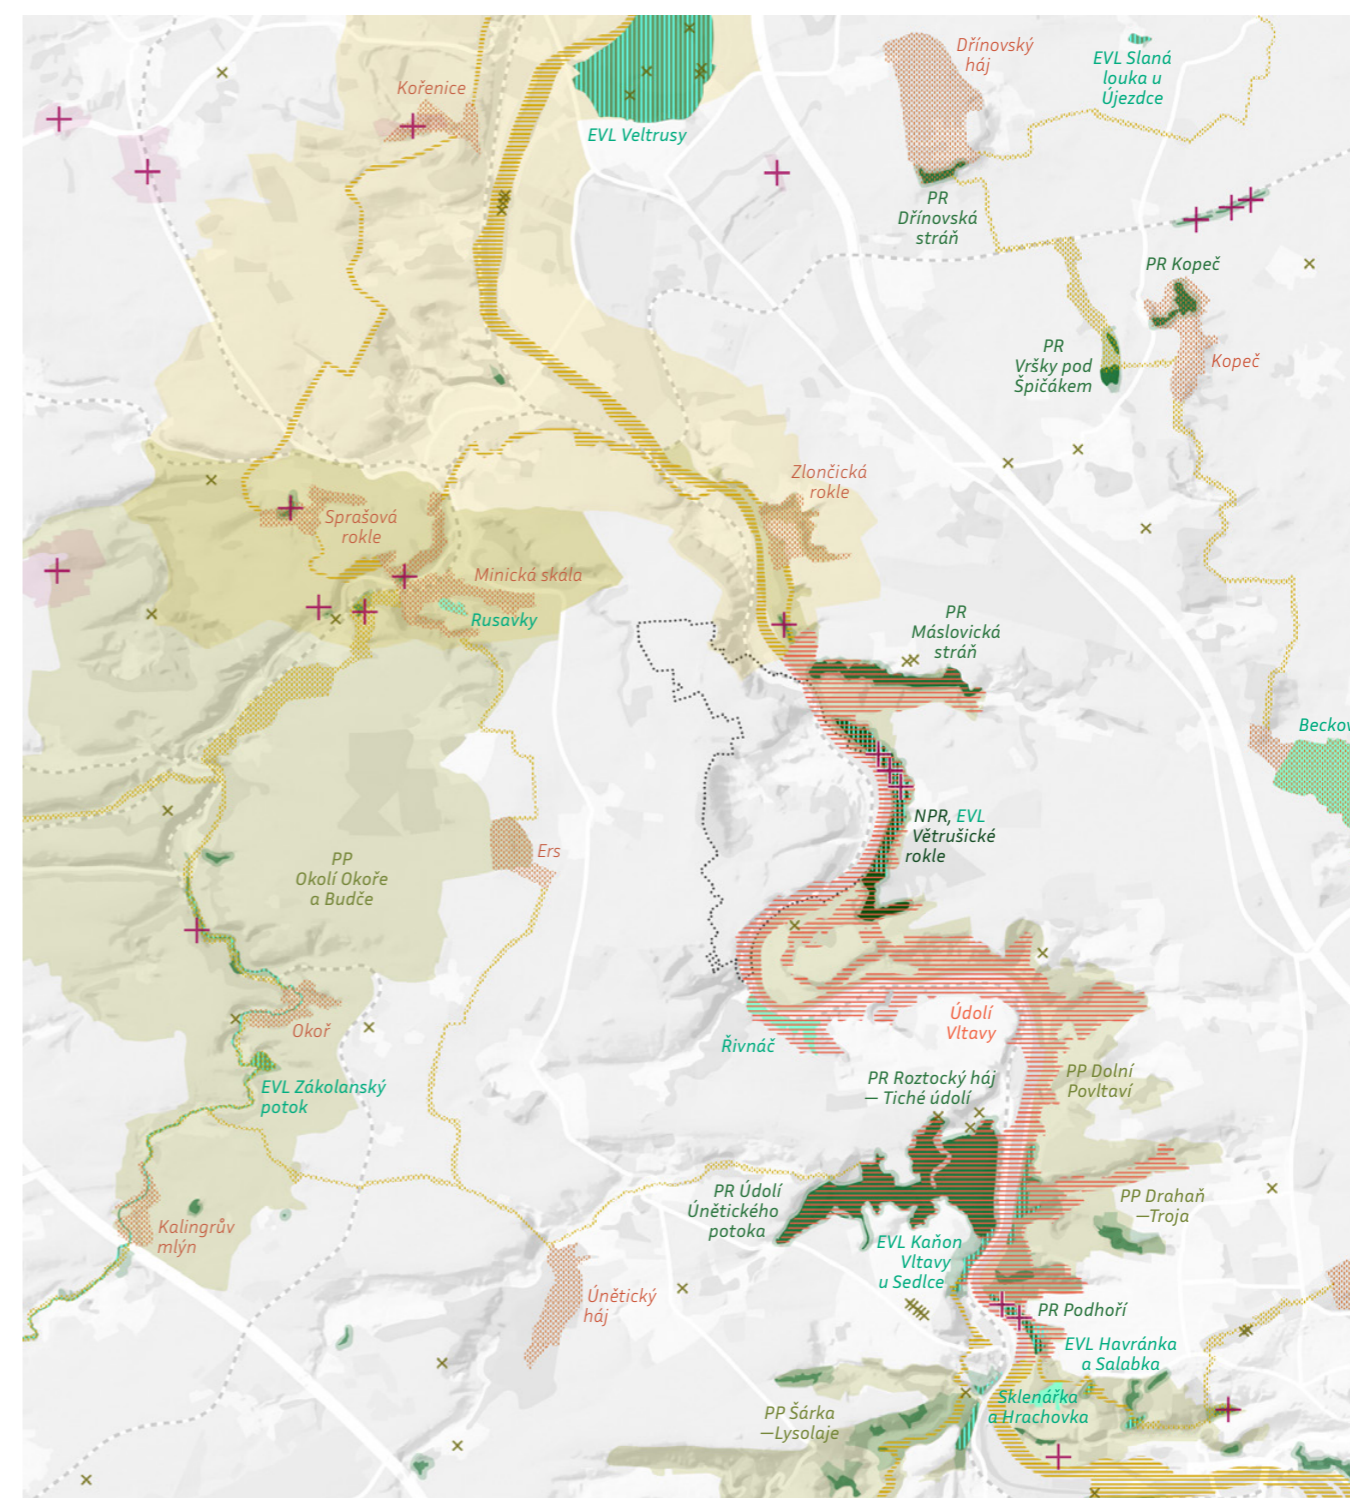 Dřínovský
háj
EVL Slaná
louka u
Újezdce
Kořenice
EVL Veltrusy
PR
Dřínovská
stráň
PR Kopeč
PR
Vršky pod
Špičákem
Kopeč
Zlončická
rokle
Sprašová
rokle
Minická skála
Rusavky
PR
Máslovická
stráň
Beckov
NPR, EVL
Větrušické
rokle
Ers
PP
Okolí Okoře
a Budče
Okoř
Údolí
Vltavy
Řivnáč
PR Roztocký háj
— Tiché údolí
PP Dolní
Povltaví
EVL Zákolanský
potok
PR Údolí
Únětického
potoka
PP Drahaň
—Troja
Kalingrův
mlýn
EVL Kaňon
Vltavy
u Sedlce
Únětický
háj
PR Podhoří
EVL Havránka
a Salabka
Sklenářka
a Hrachovka
PP Šárka
—Lysolaje